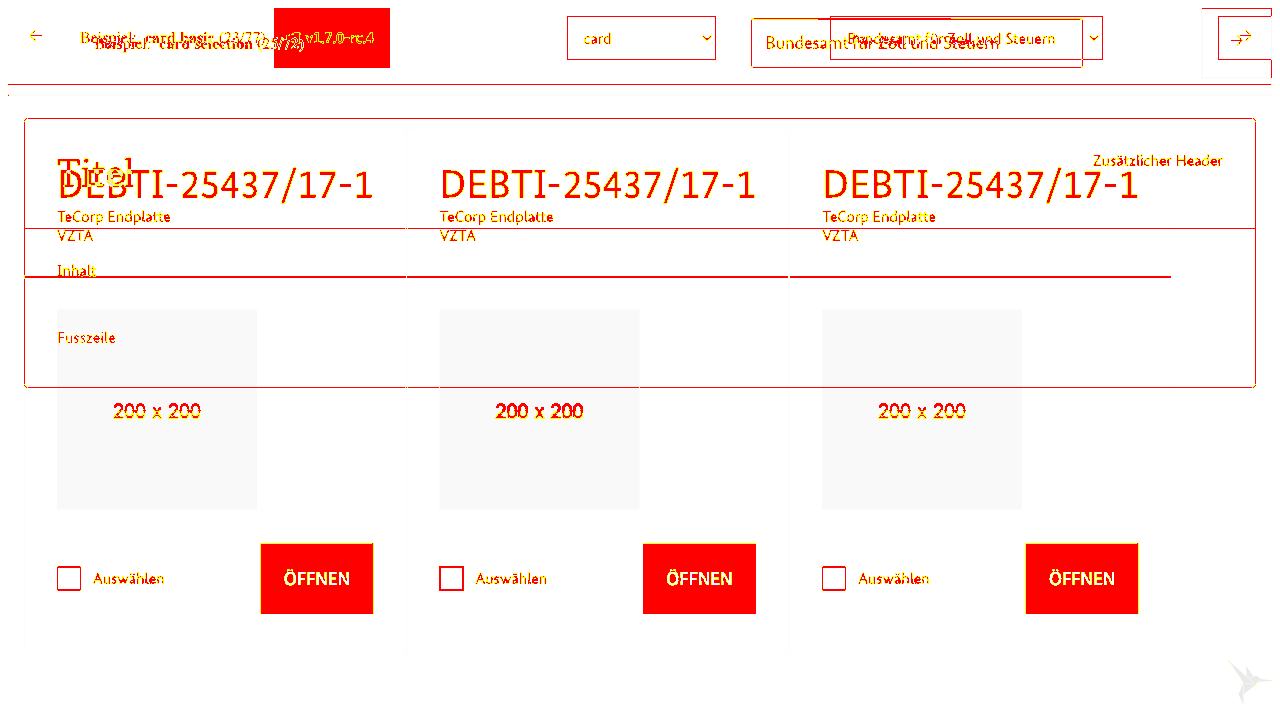 Beispiel: card basic (23/77) v1.7.0-rc.4
Beispiel: card selection (23/72)
card
Bundesamt für Zoll und Steuern
Bundesamt für Zoll und Steuern
Titel
Zusätzlicher Header
DEBTI-25437/17-1 DEBTI-25437/17-1 DEBTI-25437/17-1
TeCorp Endplatte TeCorp Endplatte TeCorp Endplatte
VZTA VZTA VZTA
Inhalt
Fusszeile
200 x 200 200 x 200 200 x 200
Auswählen ÖFFNEN Auswählen ÖFFNEN Auswählen ÖFFNEN